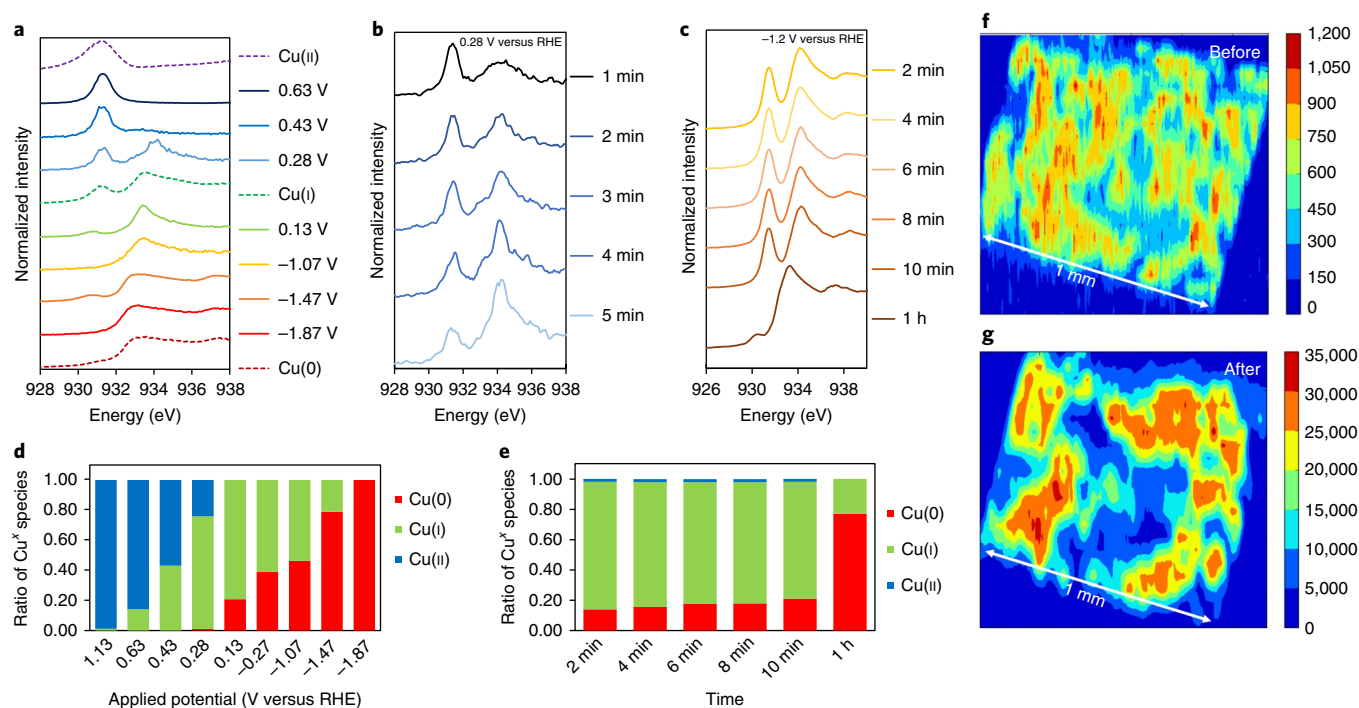 a
Cu(II)
0.63 V
0.43 V
0.28 V
Cu(I)
0.13 V
–1.07 V
–1.47 V
–1.87 V
Cu(0)
Normalized intensity
928 930 932 934 936 938
Energy (eV)
b
0.28 V versus RHE
1 min
2 min
3 min
4 min
5 min
Normalized intensity
928 930 932 934 936 938
Energy (eV)
c
–1.2 V versus RHE
2 min
4 min
6 min
8 min
10 min
1 h
Normalized intensity
926 930 934 938
Energy (eV)
f
Before
1 mm
1,200
1,050
900
750
600
450
300
150
0
g
After
1 mm
35,000
30,000
25,000
20,000
15,000
10,000
5,000
0
d
1.00
0.80
0.60
0.40
0.20
0.00
Ratio of Cuˣ species
Cu(0)
Cu(I)
Cu(II)
1.13 0.63 0.43 0.28 0.13 –0.27 –1.07 –1.47 –1.87
Applied potential (V versus RHE)
e
1.00
0.80
0.60
0.40
0.20
0.00
Ratio of Cuˣ species
Cu(0)
Cu(I)
Cu(II)
2 min 4 min 6 min 8 min 10 min 1 h
Time